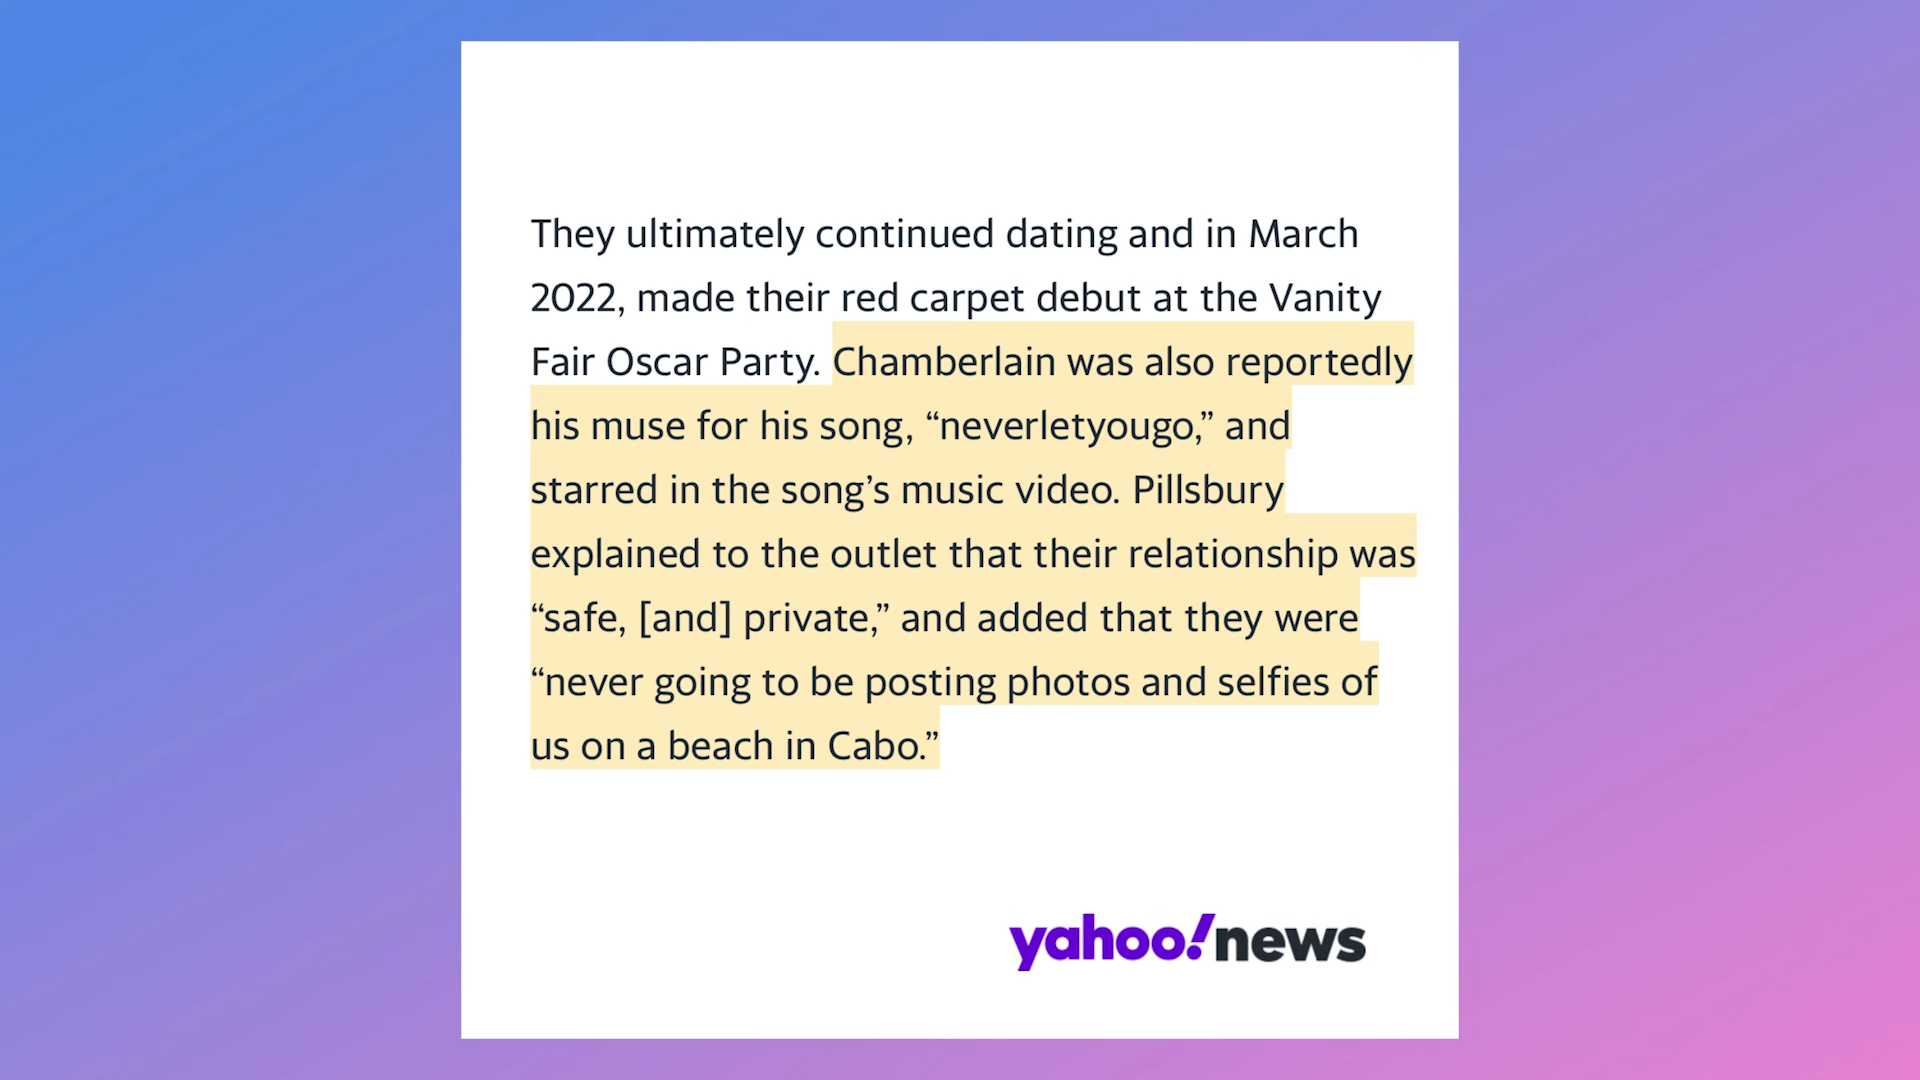 They ultimately continued dating and in March
2022, made their red carpet debut at the Vanity
Fair Oscar Party. Chamberlain was also reportedly
his muse for his song, “neverletyougo,” and
starred in the song’s music video. Pillsbury
explained to the outlet that their relationship was
“safe, [and] private,” and added that they were
“never going to be posting photos and selfies of
us on a beach in Cabo.”
yahoo!news